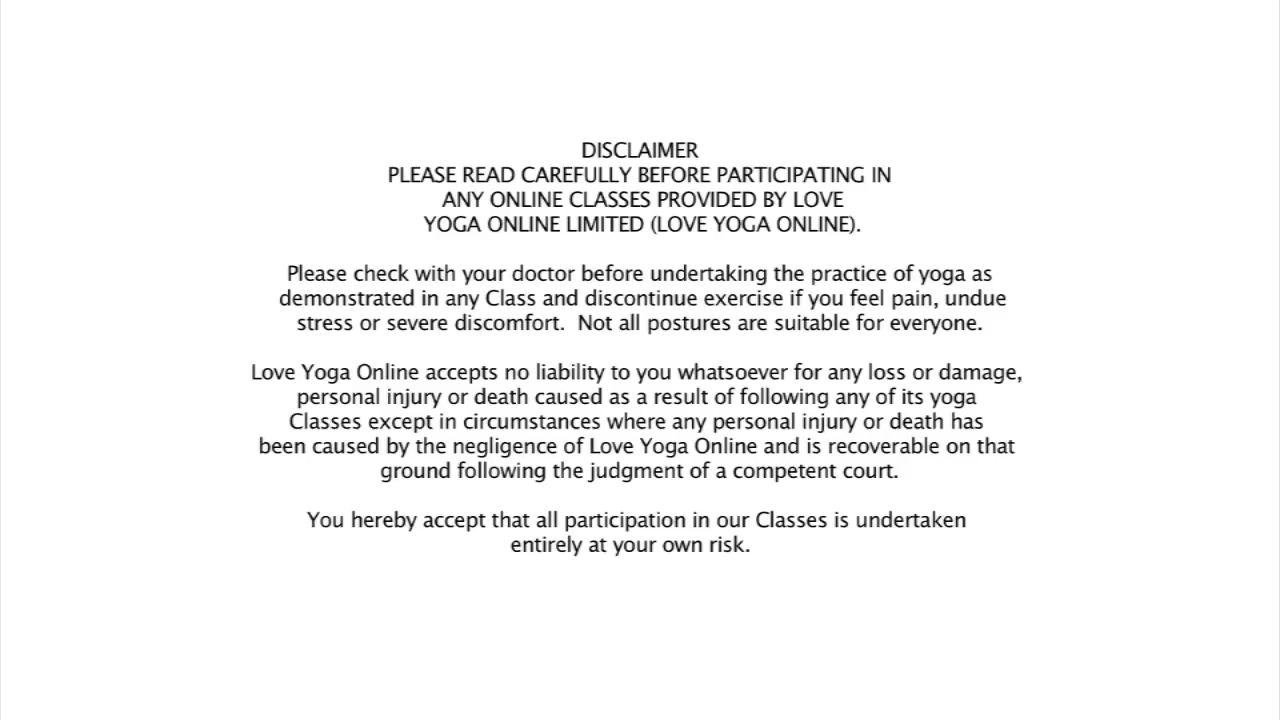 DISCLAIMER
PLEASE READ CAREFULLY BEFORE PARTICIPATING IN
ANY ONLINE CLASSES PROVIDED BY LOVE
YOGA ONLINE LIMITED (LOVE YOGA ONLINE).
Please check with your doctor before undertaking the practice of yoga as
demonstrated in any Class and discontinue exercise if you feel pain, undue
stress or severe discomfort.  Not all postures are suitable for everyone.
Love Yoga Online accepts no liability to you whatsoever for any loss or damage,
personal injury or death caused as a result of following any of its yoga
Classes except in circumstances where any personal injury or death has
been caused by the negligence of Love Yoga Online and is recoverable on that
ground following the judgment of a competent court.
You hereby accept that all participation in our Classes is undertaken
entirely at your own risk.